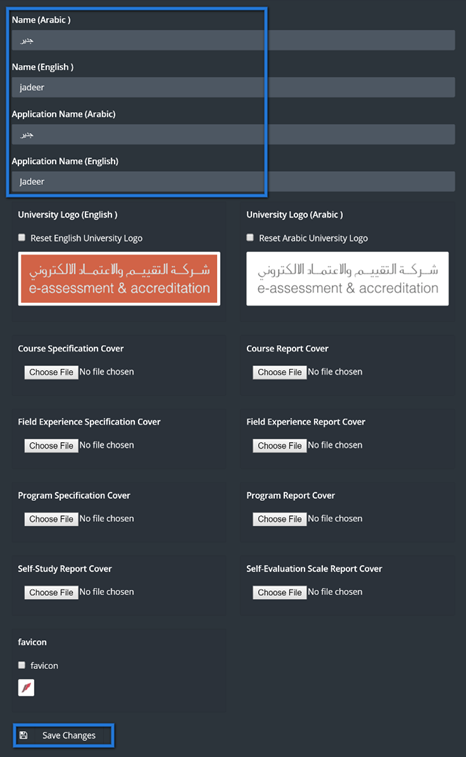 Name (Arabic )
جدير
Name (English )
jadeer
Application Name (Arabic)
جدير
Application Name (English)
Jadeer
University Logo (English )
University Logo (Arabic )
Reset English University Logo
Reset Arabic University Logo
شركة التقييم والاعتماد الالكتروني
e-assessment & accreditation
شركة التقييم والاعتماد الالكتروني
e-assessment & accreditation
Course Specification Cover
Course Report Cover
Choose File No file chosen
Choose File No file chosen
Field Experience Specification Cover
Field Experience Report Cover
Choose File No file chosen
Choose File No file chosen
Program Specification Cover
Program Report Cover
Choose File No file chosen
Choose File No file chosen
Self-Study Report Cover
Self-Evaluation Scale Report Cover
Choose File No file chosen
Choose File No file chosen
favicon
favicon
Save Changes